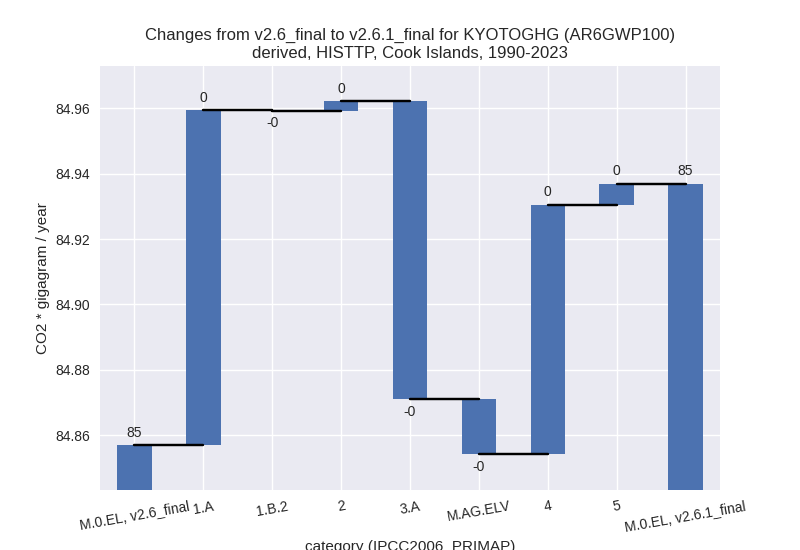 Changes from v2.6_final to v2.6.1_final for KYOTOGHG (AR6GWP100)
derived, HISTTP, Cook Islands, 1990-2023
CO2 * gigagram / year
84.96
84.94
84.92
84.90
84.88
84.86
85
0
-0
0
-0
-0
0
0
85
M.0.EL, v2.6_final
1.A
1.B.2
2
3.A
M.AG.ELV
4
5
M.0.EL, v2.6.1_final
category (IPCC2006_PRIMAP)